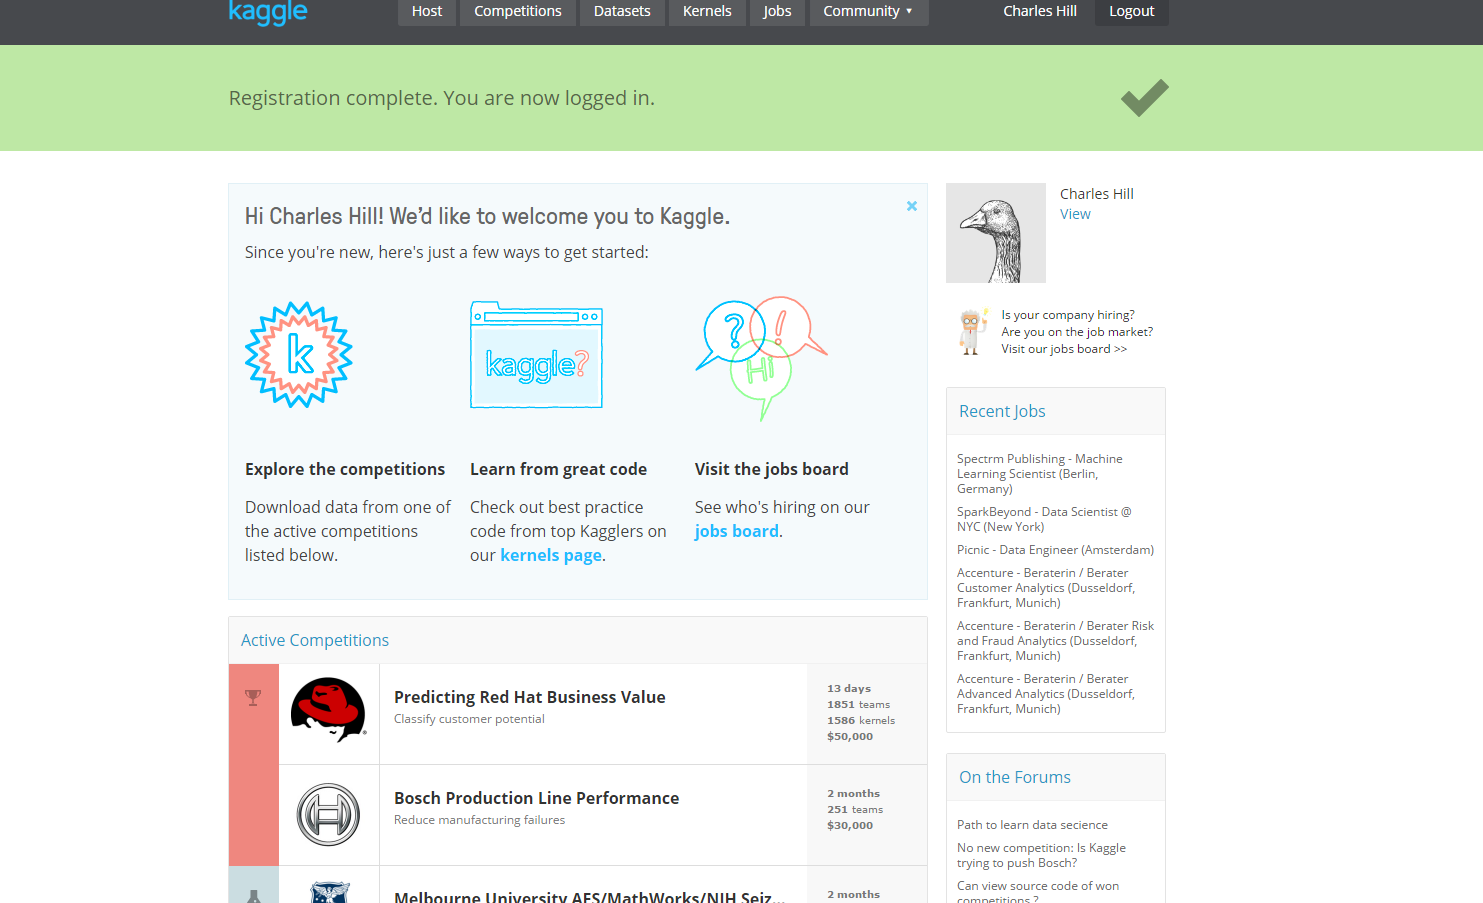 kaggle
Host
Competitions
Datasets
Kernels
Jobs
Community ▼
Charles Hill
Logout
Registration complete. You are now logged in.
Hi Charles Hill! We'd like to welcome you to Kaggle.
Since you're new, here's just a few ways to get started:
k
kaggle?
?
!
Hi
Explore the competitions
Download data from one of
the active competitions
listed below.
Learn from great code
Check out best practice
code from top Kagglers on
our kernels page.
Visit the jobs board
See who's hiring on our
jobs board.
Active Competitions
Predicting Red Hat Business Value
Classify customer potential
13 days
1851 teams
1586 kernels
$50,000
Bosch Production Line Performance
Reduce manufacturing failures
2 months
251 teams
$30,000
Melbourne University AES/MathWorks/NIH Seiz...
2 months
Charles Hill
View
Is your company hiring?
Are you on the job market?
Visit our jobs board >>
Recent Jobs
Spectrm Publishing - Machine
Learning Scientist (Berlin,
Germany)
SparkBeyond - Data Scientist @
NYC (New York)
Picnic - Data Engineer (Amsterdam)
Accenture - Beraterin / Berater
Customer Analytics (Dusseldorf,
Frankfurt, Munich)
Accenture - Beraterin / Berater Risk
and Fraud Analytics (Dusseldorf,
Frankfurt, Munich)
Accenture - Beraterin / Berater
Advanced Analytics (Dusseldorf,
Frankfurt, Munich)
On the Forums
Path to learn data secience
No new competition: Is Kaggle
trying to push Bosch?
Can view source code of won
competitions ?